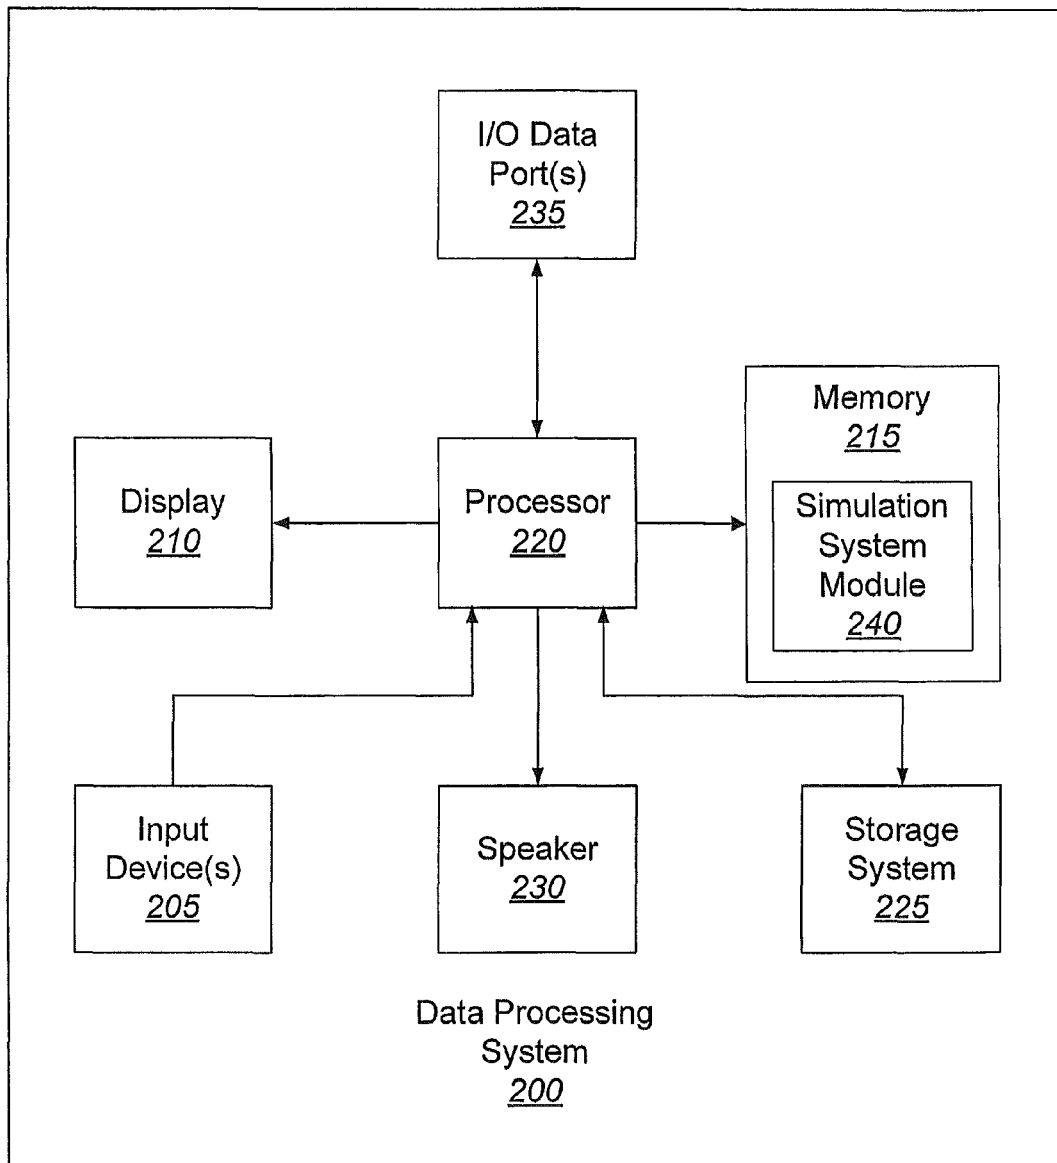 I/O Data
Port(s)
235
Memory
215
Simulation
System
Module
240
Display
210
Processor
220
Input
Device(s)
205
Speaker
230
Storage
System
225
Data Processing
System
200